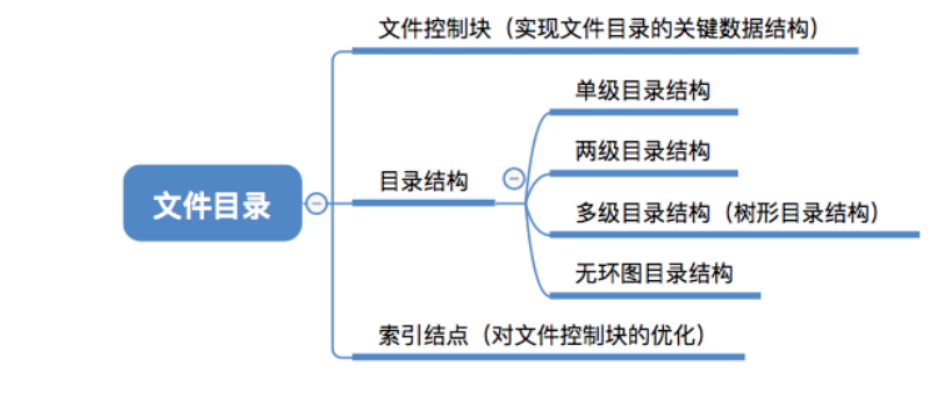 文件控制块（实现文件目录的关键数据结构）
单级目录结构
两级目录结构
目录结构
文件目录
多级目录结构（树形目录结构）
无环图目录结构
索引结点（对文件控制块的优化）